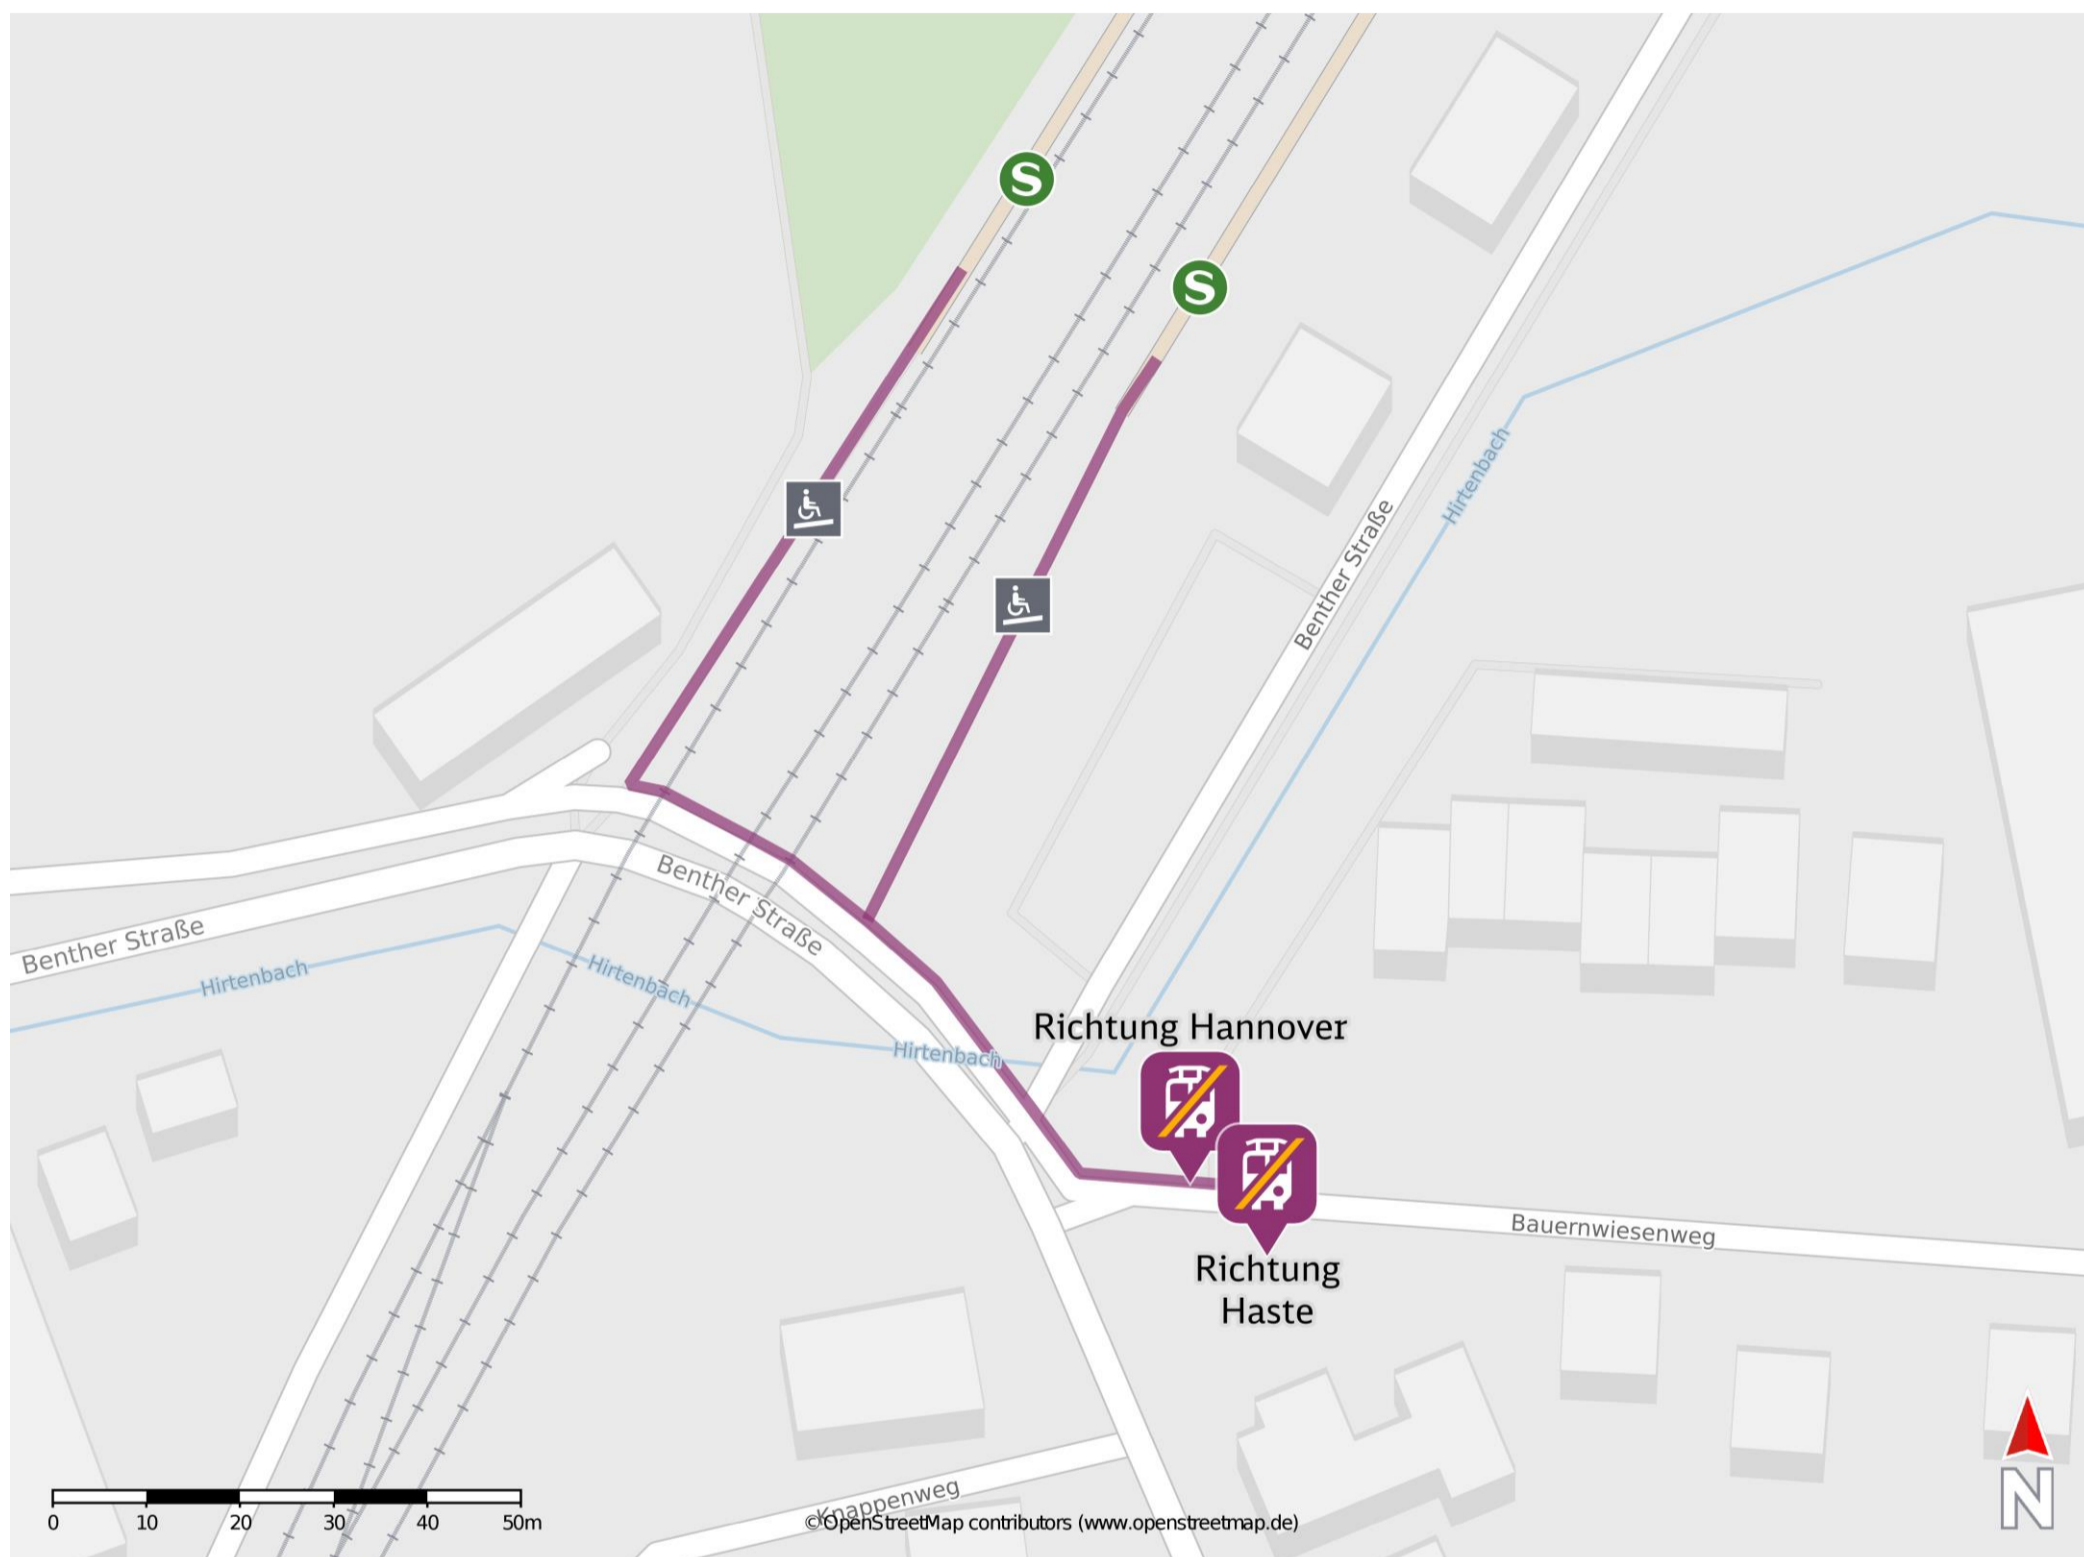 S
S
Hirtenbach
Benther Straße
Benther Straße
Benther Straße
Hirtenbach
Hirtenbach
Hirtenbach
Richtung Hannover
Bauernwiesenweg
Richtung
Haste
Knappenweg
0 10 20 30 40 50m
© OpenStreetMap contributors (www.openstreetmap.de)
N